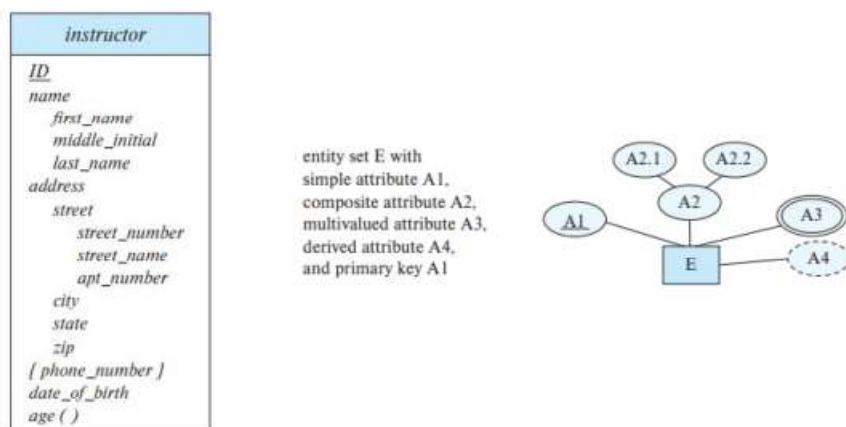 instructor
ID
name
first_name
middle_initial
last_name
address
street
street_number
street_name
apt_number
city
state
zip
{ phone_number }
date_of_birth
age ( )
entity set E with
simple attribute A1,
composite attribute A2,
multivalued attribute A3,
derived attribute A4,
and primary key A1
A2.1
A2.2
A2
A1
A3
E
A4